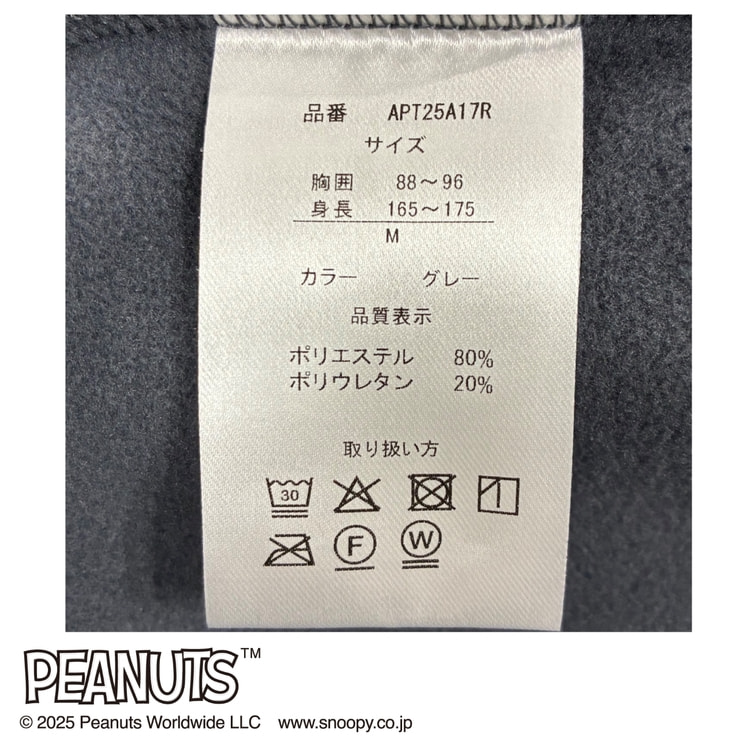 品番 APT25A17R
サイズ
胸囲 88～96
身長 165～175
M
カラー グレー
品質表示
ポリエステル 80%
ポリウレタン 20%
取り扱い方
30
F W
PEANUTS™
© 2025 Peanuts Worldwide LLC www.snoopy.co.jp